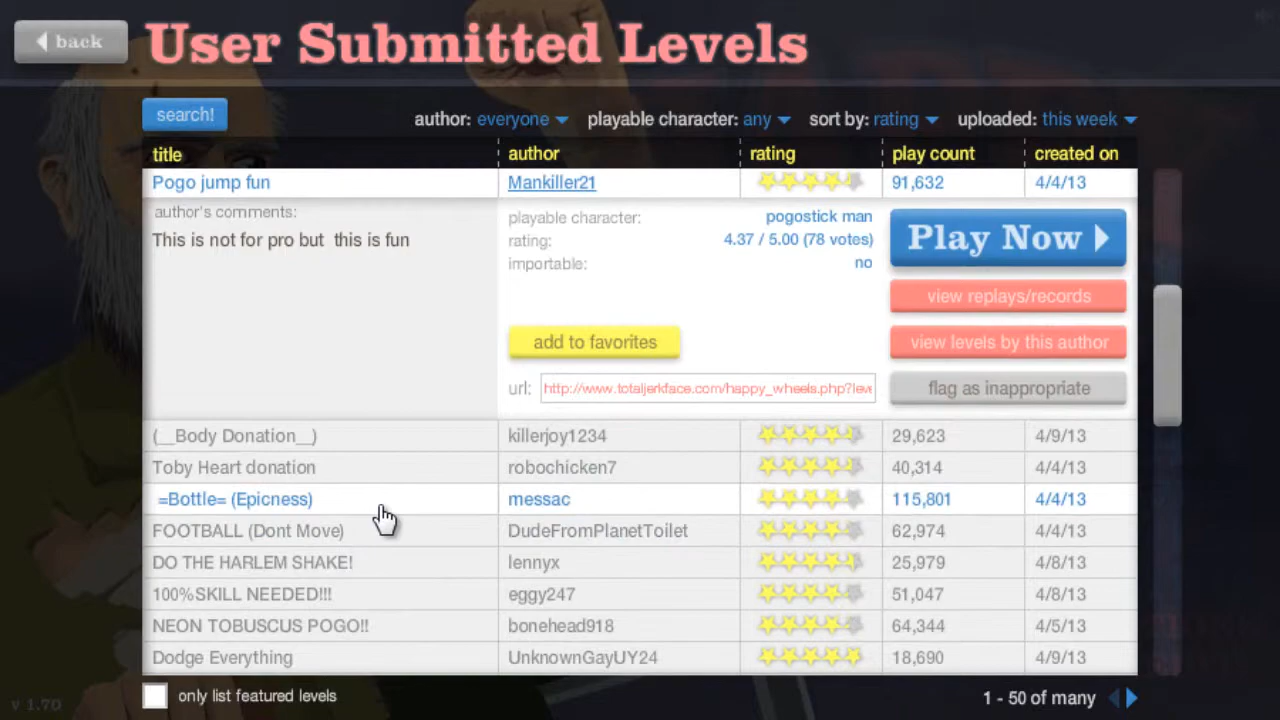 back
User Submitted Levels
search!
author: everyone playable character: any sort by: rating uploaded: this week
title author rating play count created on
Pogo jump fun Mankiller21 91,632 4/4/13
author's comments:
This is not for pro but this is fun
playable character: pogostick man
rating: 4.37 / 5.00 (78 votes)
importable: no
Play Now
view replays/records
add to favorites
view levels by this author
url: http://www.totaljerkface.com/happy_wheels.php?leve
flag as inappropriate
(__Body Donation__) killerjoy1234 29,623 4/9/13
Toby Heart donation robochicken7 40,314 4/4/13
=Bottle= (Epicness) messac 115,801 4/4/13
FOOTBALL (Dont Move) DudeFromPlanetToilet 62,974 4/4/13
DO THE HARLEM SHAKE! lennyx 25,979 4/8/13
100%SKILL NEEDED!!! eggy247 51,047 4/8/13
NEON TOBUSCUS POGO!! bonehead918 64,344 4/5/13
Dodge Everything UnknownGayUY24 18,690 4/9/13
only list featured levels
1 - 50 of many
v 1.70